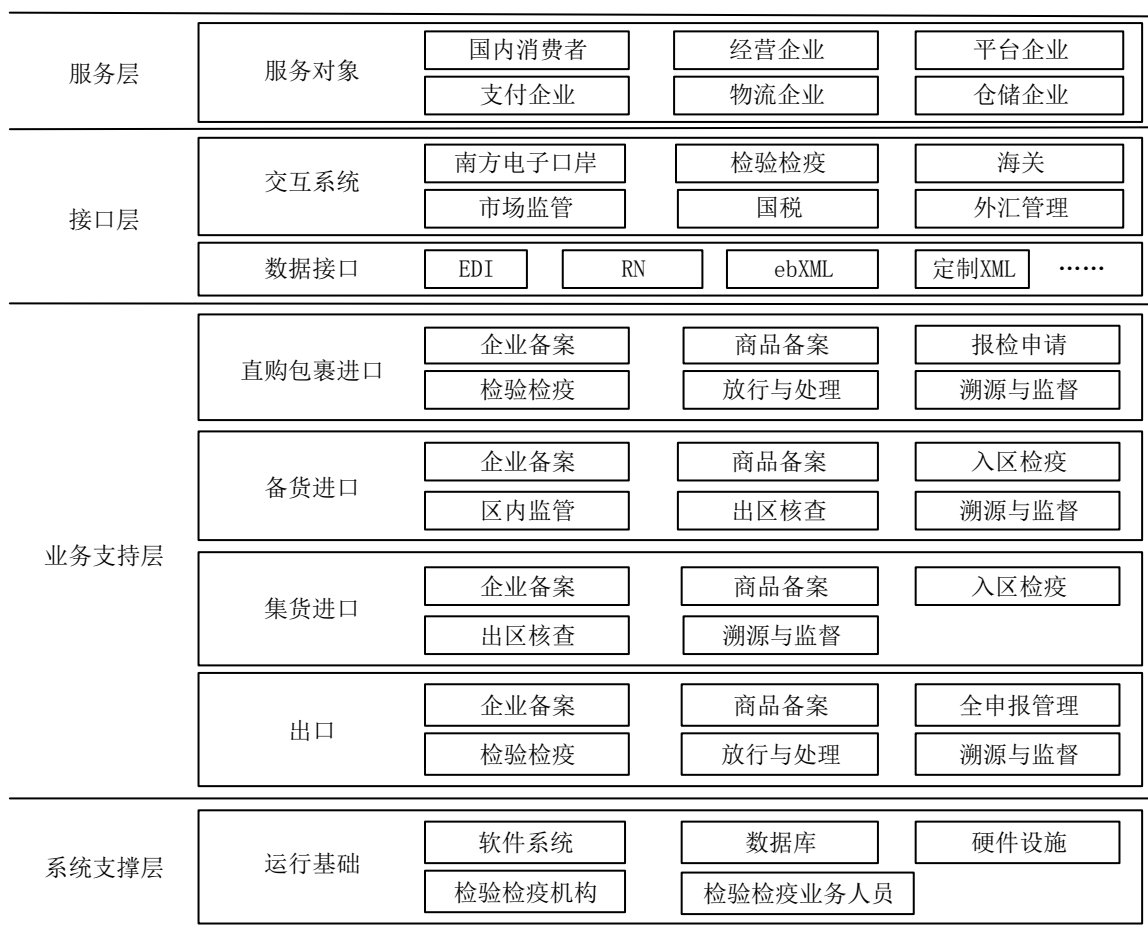 服务层 服务对象 国内消费者 经营企业 平台企业
支付企业 物流企业 仓储企业
接口层 交互系统 南方电子口岸 检验检疫 海关
市场监管 国税 外汇管理
数据接口 EDI RN ebXML 定制XML ……
业务支持层 直购包裹进口 企业备案 商品备案 报检申请
检验检疫 放行与处理 溯源与监督
备货进口 企业备案 商品备案 入区检疫
区内监管 出区核查 溯源与监督
集货进口 企业备案 商品备案 入区检疫
出区核查 溯源与监督
出口 企业备案 商品备案 全申报管理
检验检疫 放行与处理 溯源与监督
系统支撑层 运行基础 软件系统 数据库 硬件设施
检验检疫机构 检验检疫业务人员